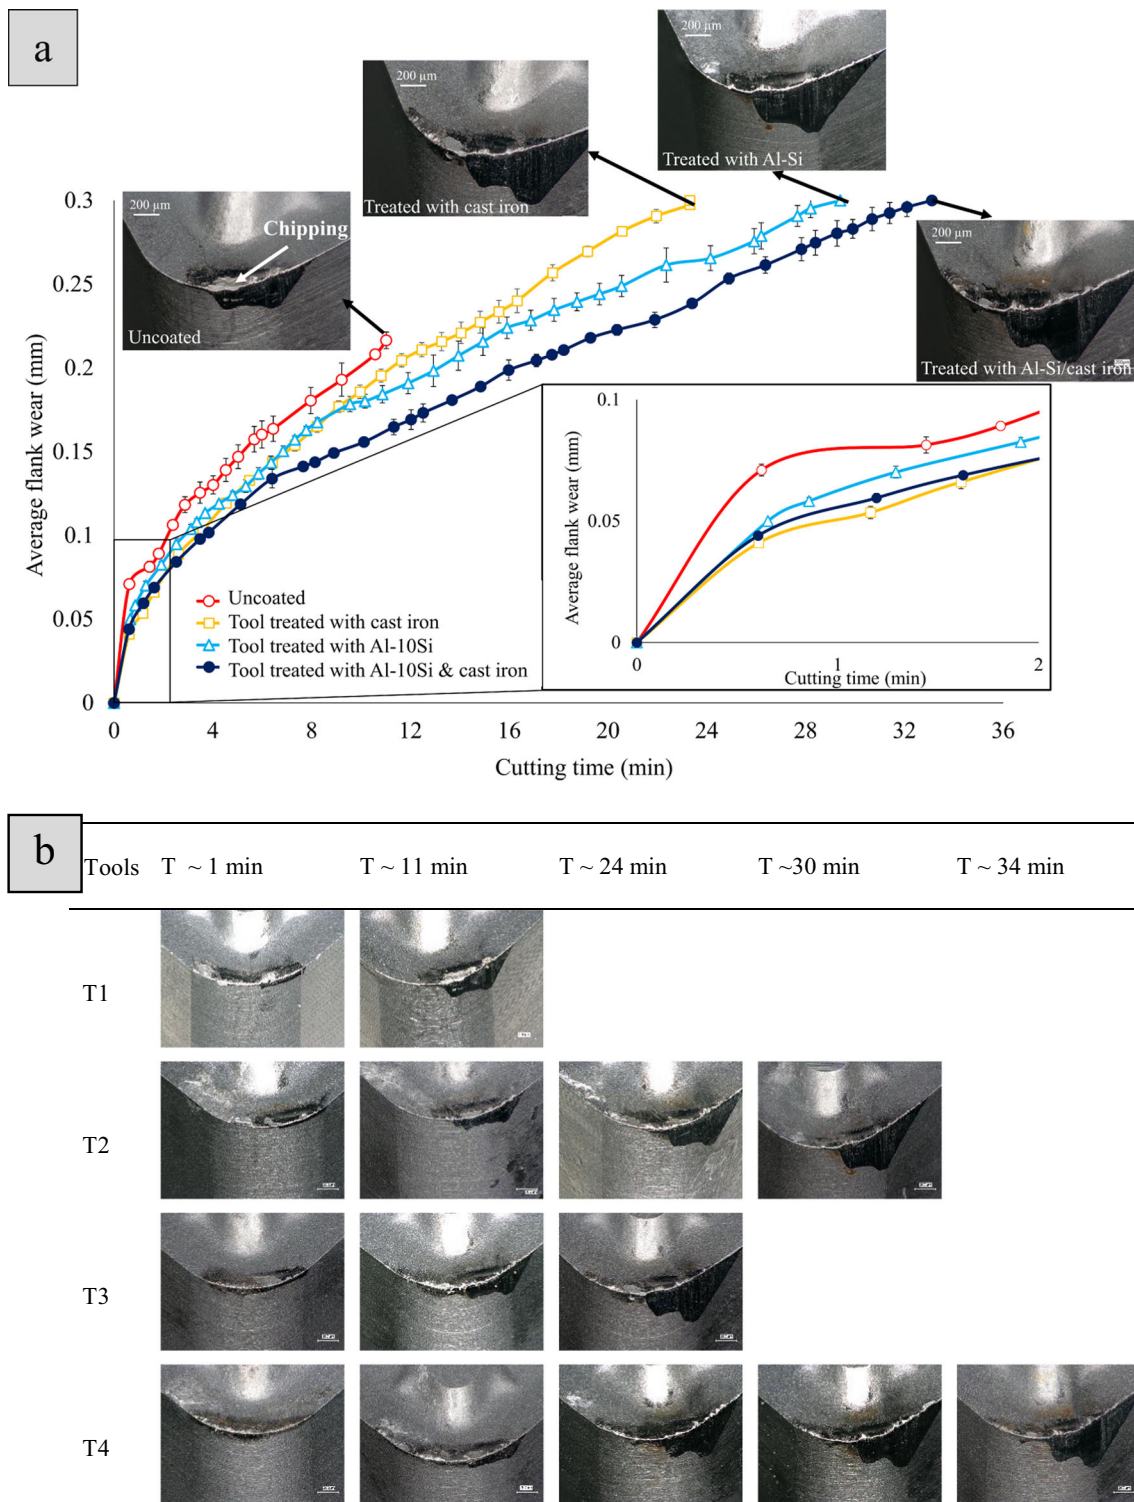 a
200 µm
Treated with Al-Si
200 µm
Treated with cast iron
200 µm
Chipping
Uncoated
200 µm
Treated with Al-Si/cast iron
Average flank wear (mm)
0.3
0.25
0.2
0.15
0.1
0.05
0
0
4
8
12
16
20
24
28
32
36
Cutting time (min)
Uncoated
Tool treated with cast iron
Tool treated with Al-10Si
Tool treated with Al-10Si & cast iron
Average flank wear (mm)
0.1
0.05
0
0
1
2
Cutting time (min)
b
Tools T ~ 1 min T ~ 11 min T ~ 24 min T ~30 min T ~ 34 min
T1
T2
T3
T4